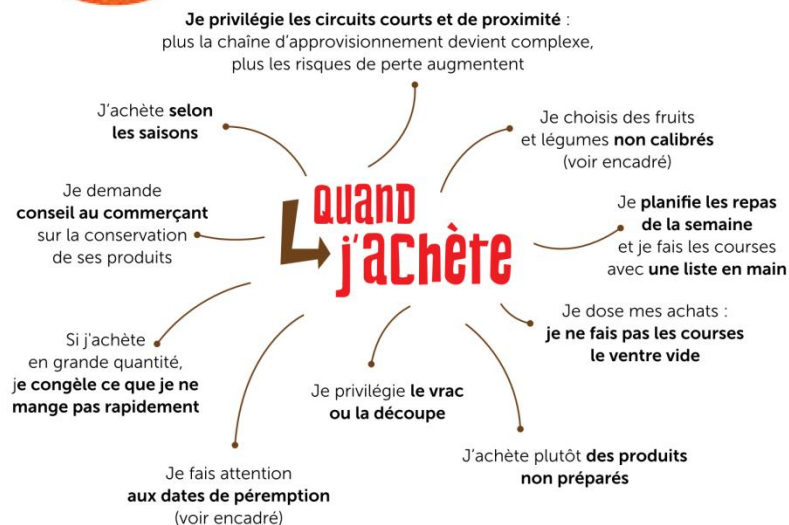 Je privilégie les circuits courts et de proximité :
plus la chaîne d'approvisionnement devient complexe,
plus les risques de perte augmentent
J'achète selon
les saisons
Je choisis des fruits
et légumes non calibrés
(voir encadré)
Je demande
conseil au commerçant
sur la conservation
de ses produits
quand
j'achète
Je planifie les repas
de la semaine
et je fais les courses
avec une liste en main
Je dose mes achats :
je ne fais pas les courses
le ventre vide
Si j'achète
en grande quantité,
je congèle ce que je ne
mange pas rapidement
Je privilégie le vrac
ou la découpe
J'achète plutôt des produits
non préparés
Je fais attention
aux dates de péremption
(voir encadré)